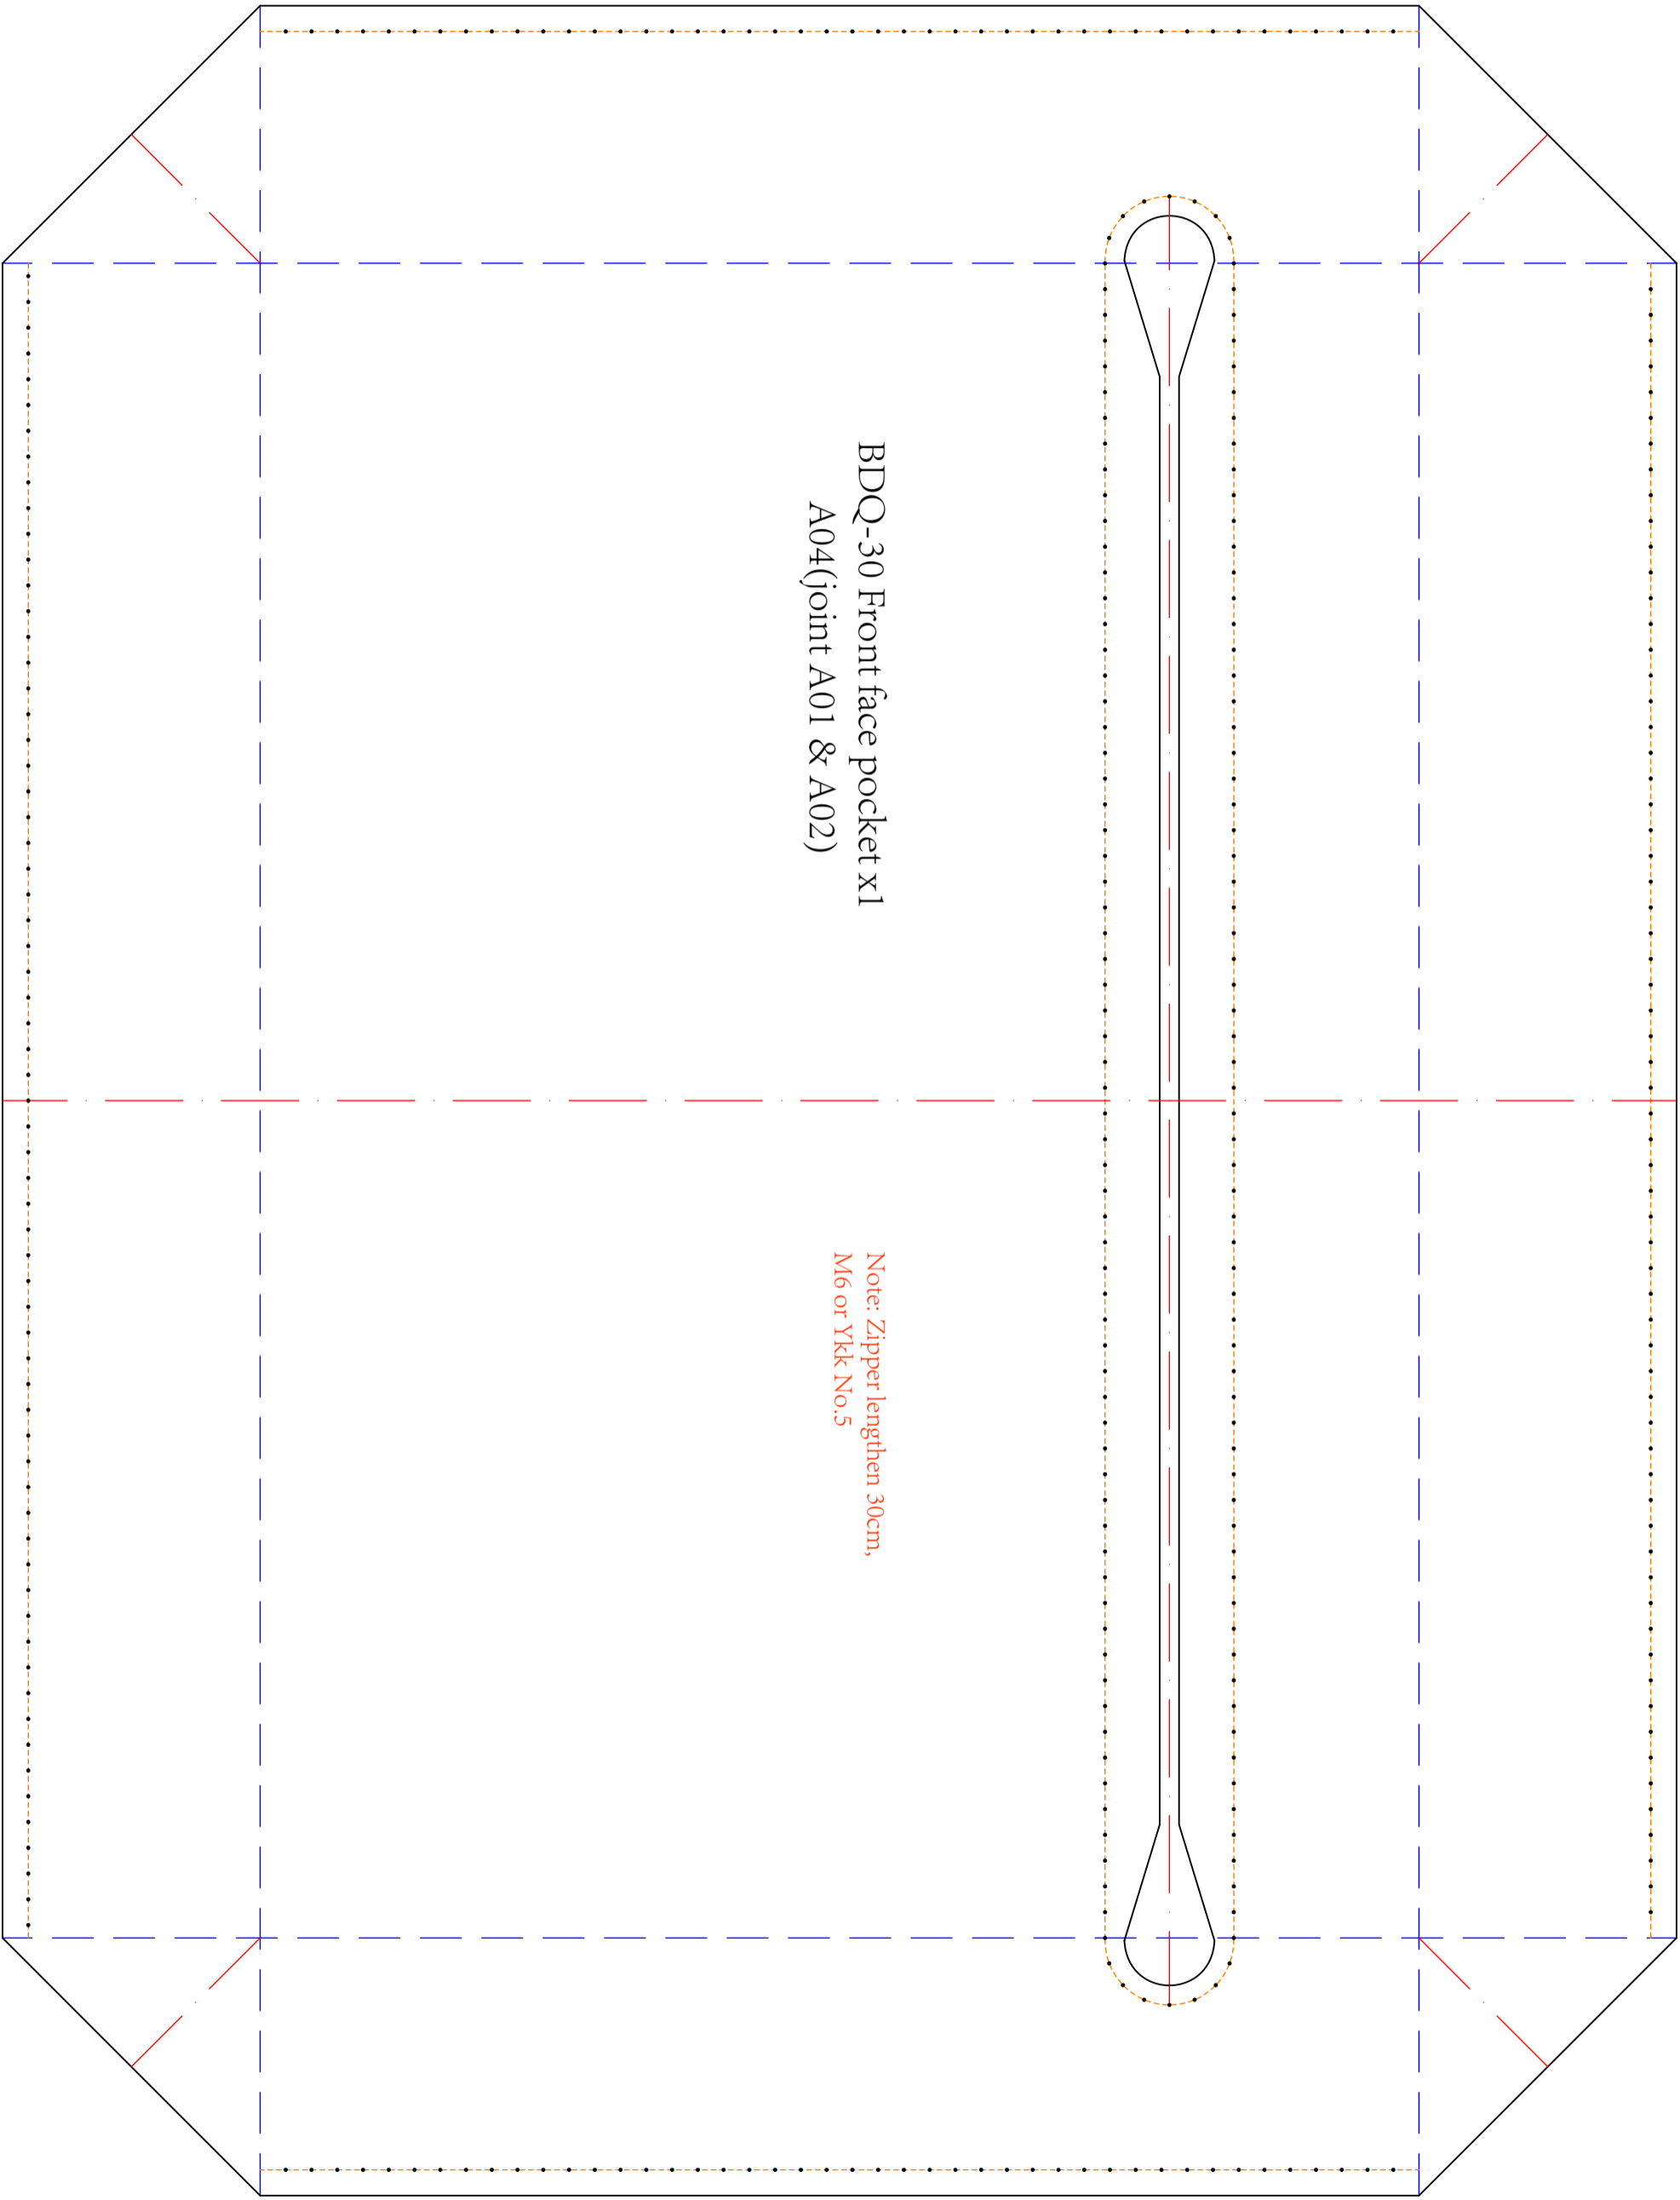 BDQ-30 Front face pocket x1
A04(joint A01 & A02)
Note: Zipper lengthen 30cm,
M6 or Ykk No.5